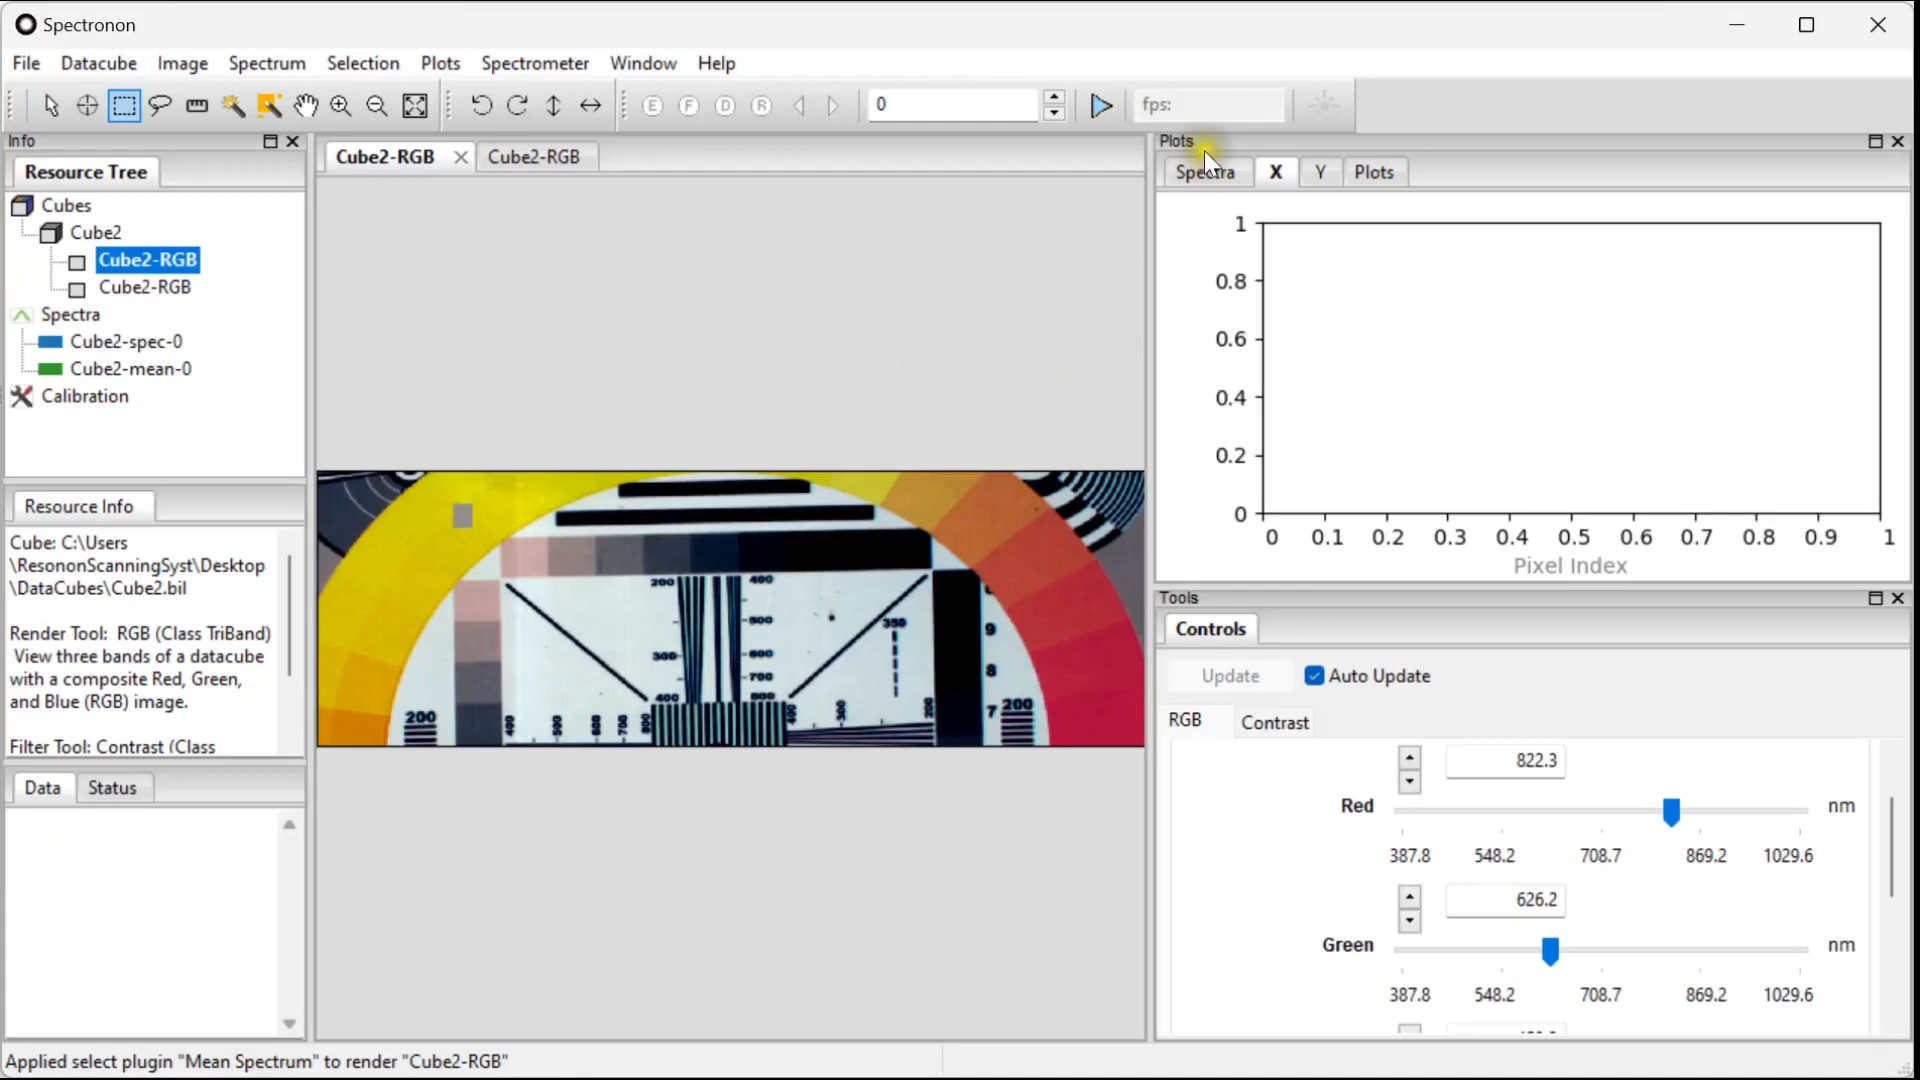 Spectronon
File Datacube Image Spectrum Selection Plots Spectrometer Window Help
E F D R 0 fps:
Info
Resource Tree
Cubes
Cube2
Cube2-RGB
Cube2-RGB
Spectra
Cube2-spec-0
Cube2-mean-0
Calibration
Resource Info
Cube: C:\Users
\ResononScanningSyst\Desktop
\DataCubes\Cube2.bil
Render Tool: RGB (Class TriBand)
View three bands of a datacube
with a composite Red, Green,
and Blue (RGB) image.
Filter Tool: Contrast (Class
Data Status
Cube2-RGB Cube2-RGB
200 400
500
350
9
300 600
8
700
400 800
200 400 500 600 700 800 400 300 200 7 200
Plots
Spectra X Y Plots
1
0.8
0.6
0.4
0.2
0
0 0.1 0.2 0.3 0.4 0.5 0.6 0.7 0.8 0.9 1
Pixel Index
Tools
Controls
Update Auto Update
RGB Contrast
822.3
Red nm
387.8 548.2 708.7 869.2 1029.6
626.2
Green nm
387.8 548.2 708.7 869.2 1029.6
Applied select plugin "Mean Spectrum" to render "Cube2-RGB"